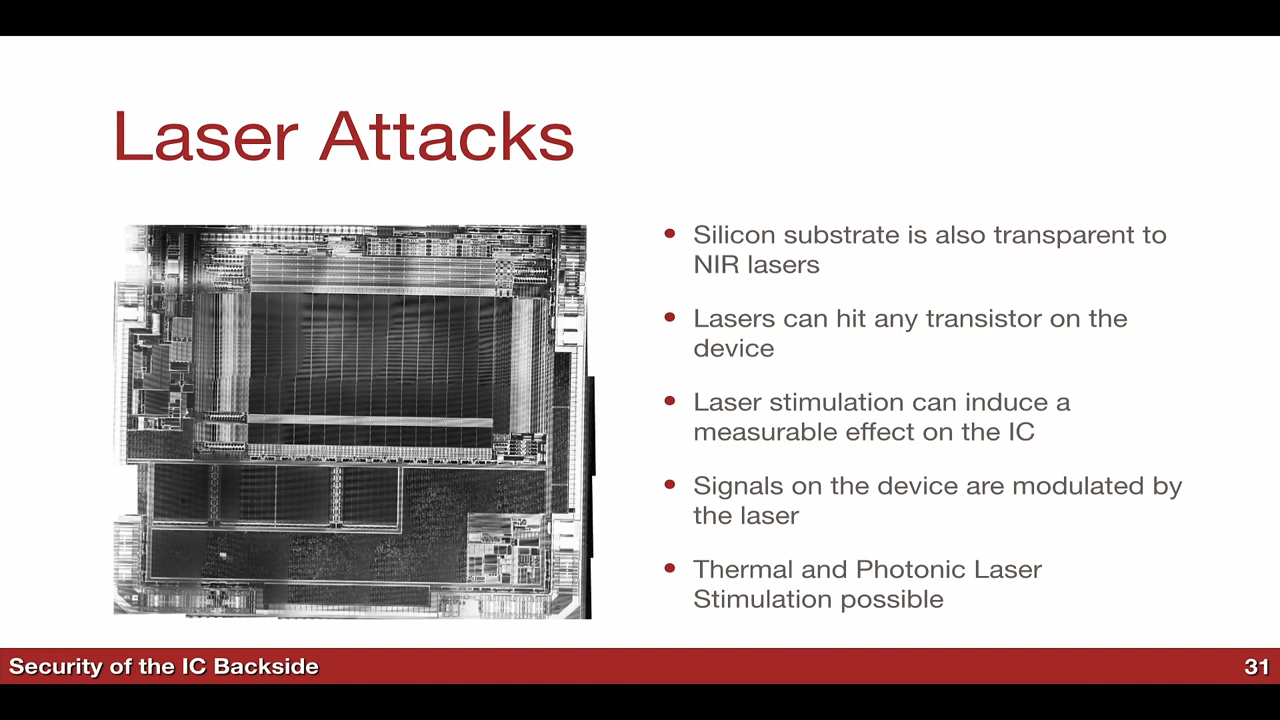 Laser Attacks
• Silicon substrate is also transparent to
NIR lasers
• Lasers can hit any transistor on the
device
• Laser stimulation can induce a
measurable effect on the IC
• Signals on the device are modulated by
the laser
• Thermal and Photonic Laser
Stimulation possible
Security of the IC Backside
31